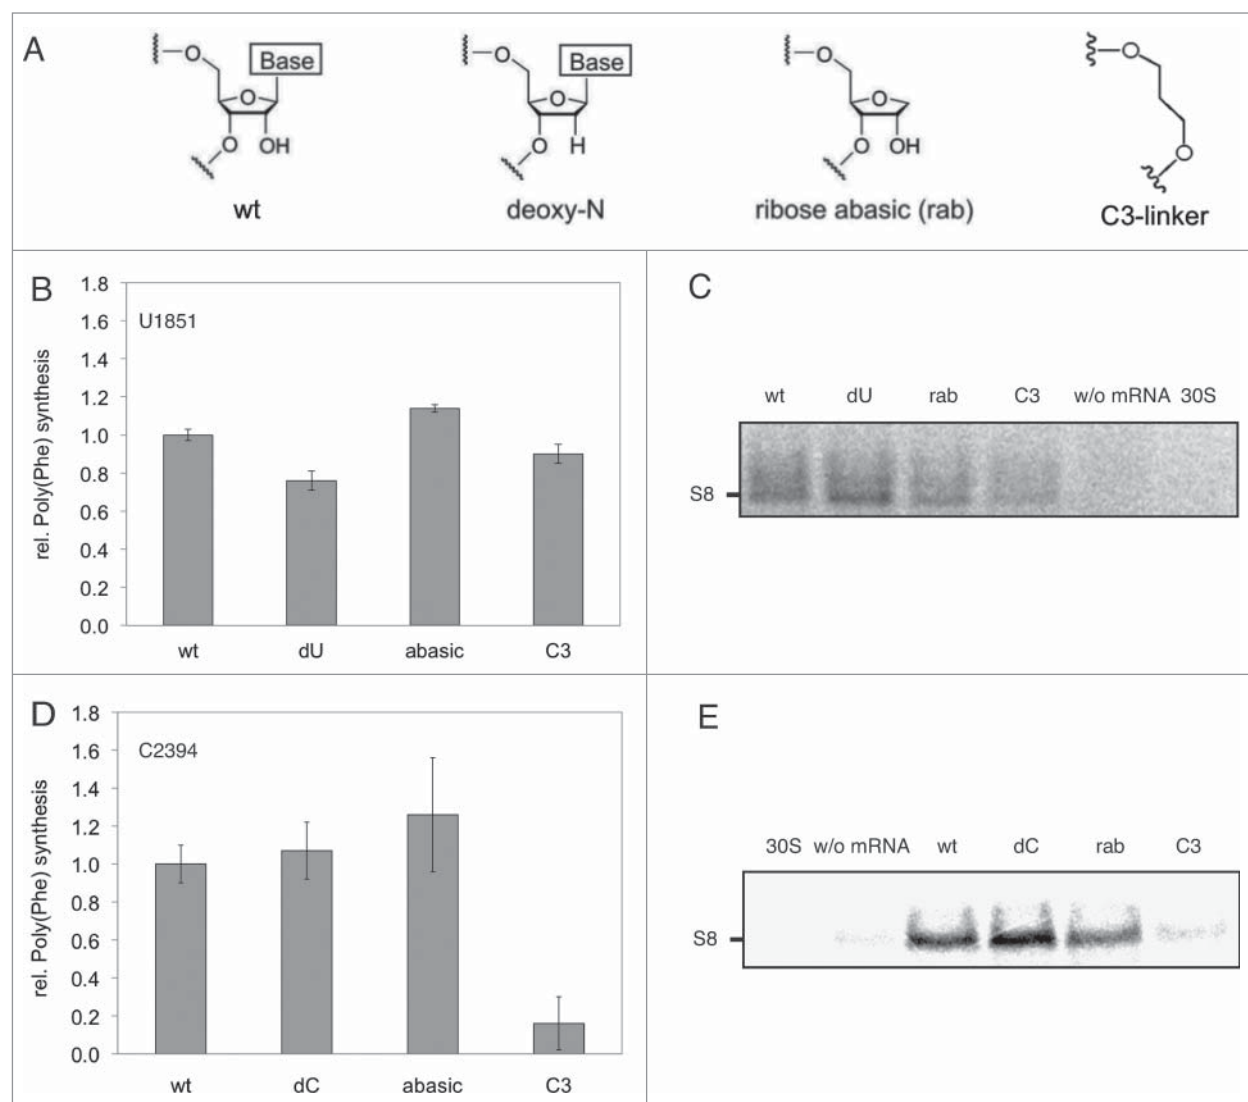 A
O
Base
O
O OH
wt
O
Base
O
O H
deoxy-N
O
O
O OH
ribose abasic (rab)
O
O
C3-linker
B
U1851
rel. Poly(Phe) synthesis
1.8
1.6
1.4
1.2
1.0
0.8
0.6
0.4
0.2
0.0
wt dU abasic C3
C
wt dU rab C3 w/o mRNA 30S
S8
D
C2394
rel. Poly(Phe) synthesis
1.8
1.6
1.4
1.2
1.0
0.8
0.6
0.4
0.2
0.0
wt dC abasic C3
E
30S w/o mRNA wt dC rab C3
S8